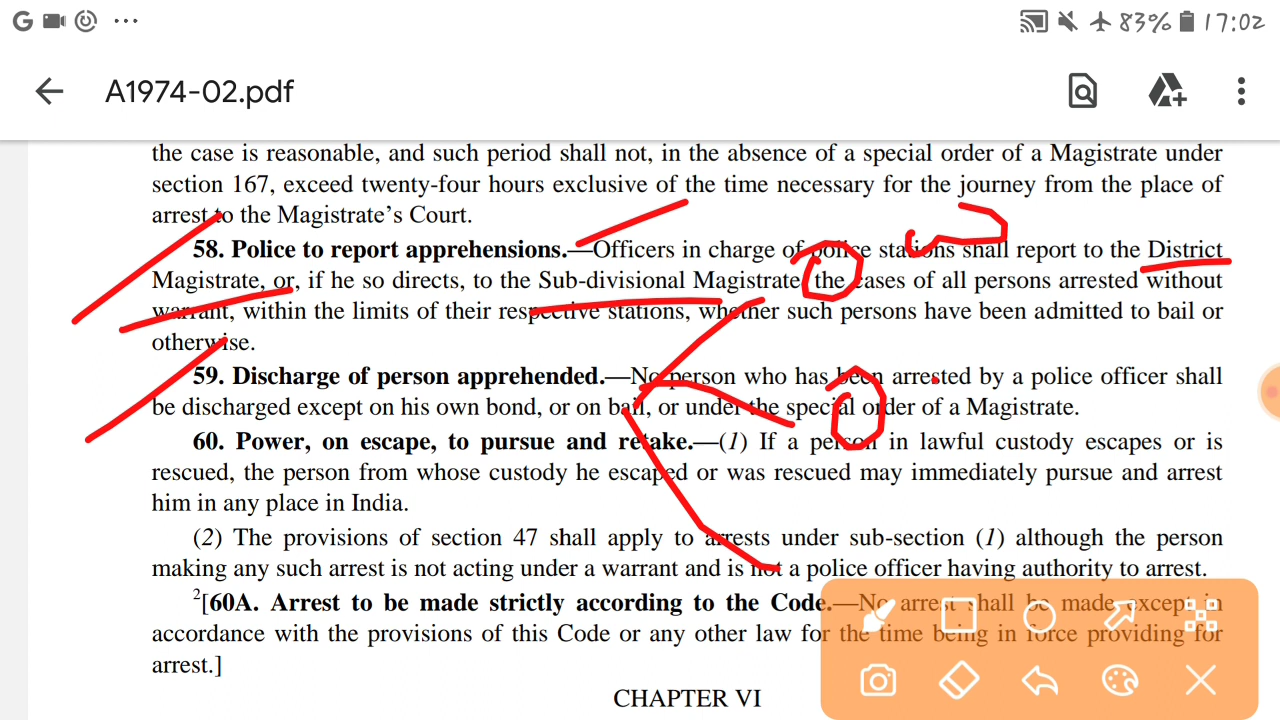 G ... 83% 17:02
A1974-02.pdf
the case is reasonable, and such period shall not, in the absence of a special order of a Magistrate under
section 167, exceed twenty-four hours exclusive of the time necessary for the journey from the place of
arrest to the Magistrate's Court.
58. Police to report apprehensions.—Officers in charge of police stations shall report to the District
Magistrate, or, if he so directs, to the Sub-divisional Magistrate, the cases of all persons arrested without
warrant, within the limits of their respective stations, whether such persons have been admitted to bail or
otherwise.
59. Discharge of person apprehended.—No person who has been arrested by a police officer shall
be discharged except on his own bond, or on bail, or under the special order of a Magistrate.
60. Power, on escape, to pursue and retake.—(1) If a person in lawful custody escapes or is
rescued, the person from whose custody he escaped or was rescued may immediately pursue and arrest
him in any place in India.
(2) The provisions of section 47 shall apply to arrests under sub-section (1) although the person
making any such arrest is not acting under a warrant and is not a police officer having authority to arrest.
2[60A. Arrest to be made strictly according to the Code.—No arrest shall be made except in
accordance with the provisions of this Code or any other law for the time being in force providing for
arrest.]
CHAPTER VI